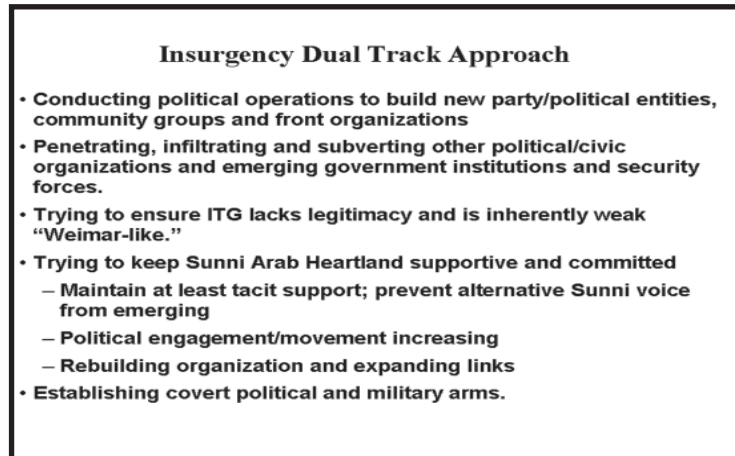 Insurgency Dual Track Approach
• Conducting political operations to build new party/political entities,
community groups and front organizations
• Penetrating, infiltrating and subverting other political/civic
organizations and emerging government institutions and security
forces.
• Trying to ensure ITG lacks legitimacy and is inherently weak
“Weimar-like.”
• Trying to keep Sunni Arab Heartland supportive and committed
– Maintain at least tacit support; prevent alternative Sunni voice
from emerging
– Political engagement/movement increasing
– Rebuilding organization and expanding links
• Establishing covert political and military arms.